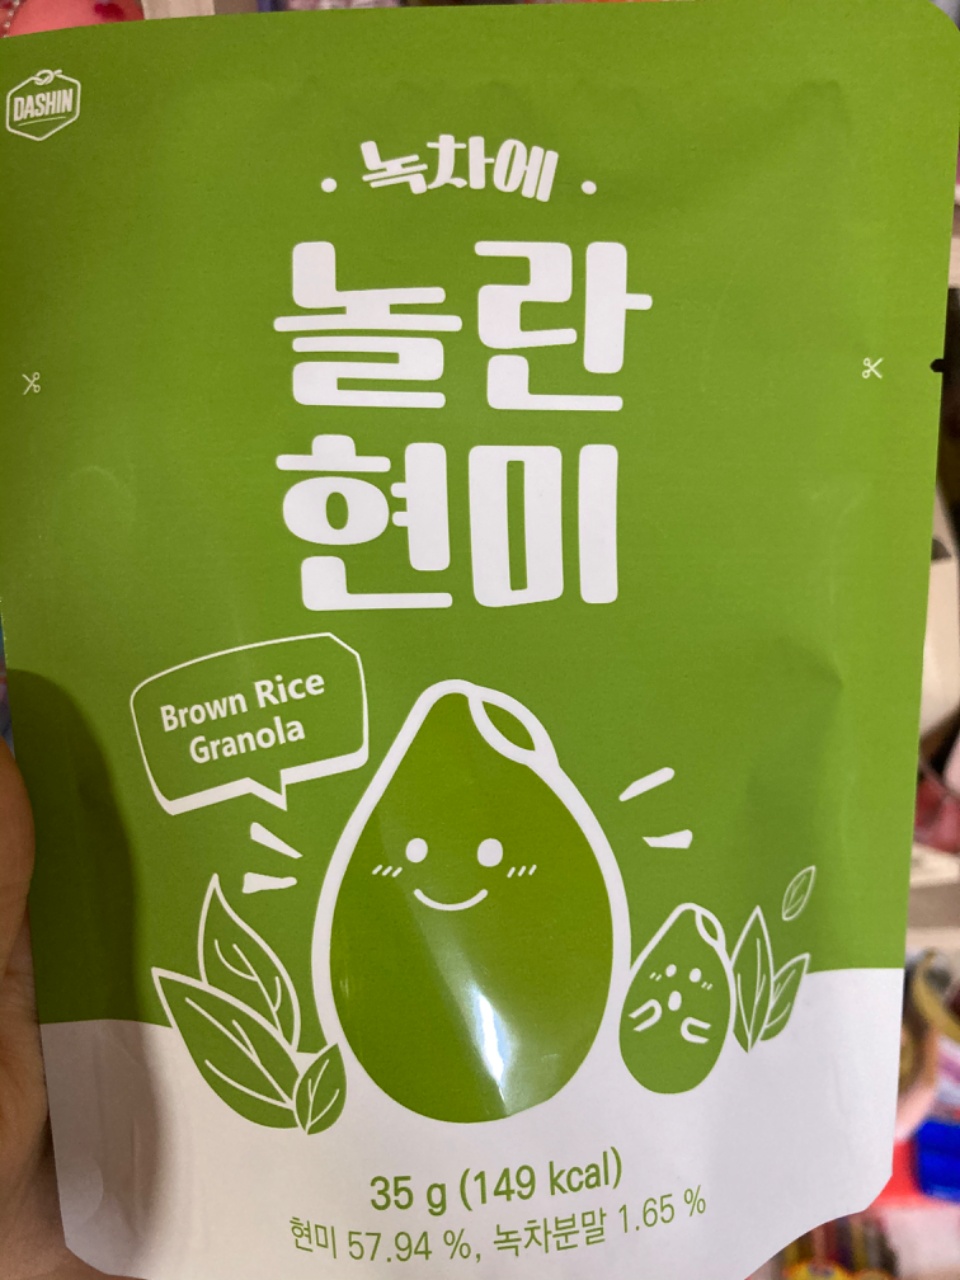 DASHIN
· 녹차에 ·
놀란
현미
Brown Rice
Granola
35 g (149 kcal)
현미 57.94 %, 녹차분말 1.65 %